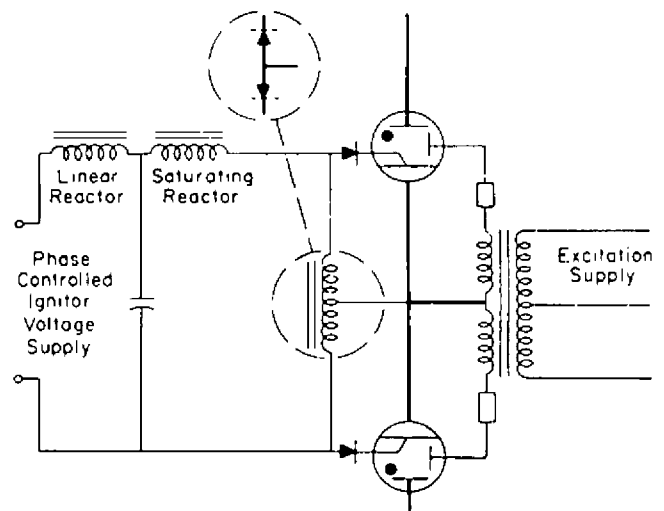 Linear
Reactor
Saturating
Reactor
Phase
Controlled
Ignitor
Voltage
Supply
Excitation
Supply